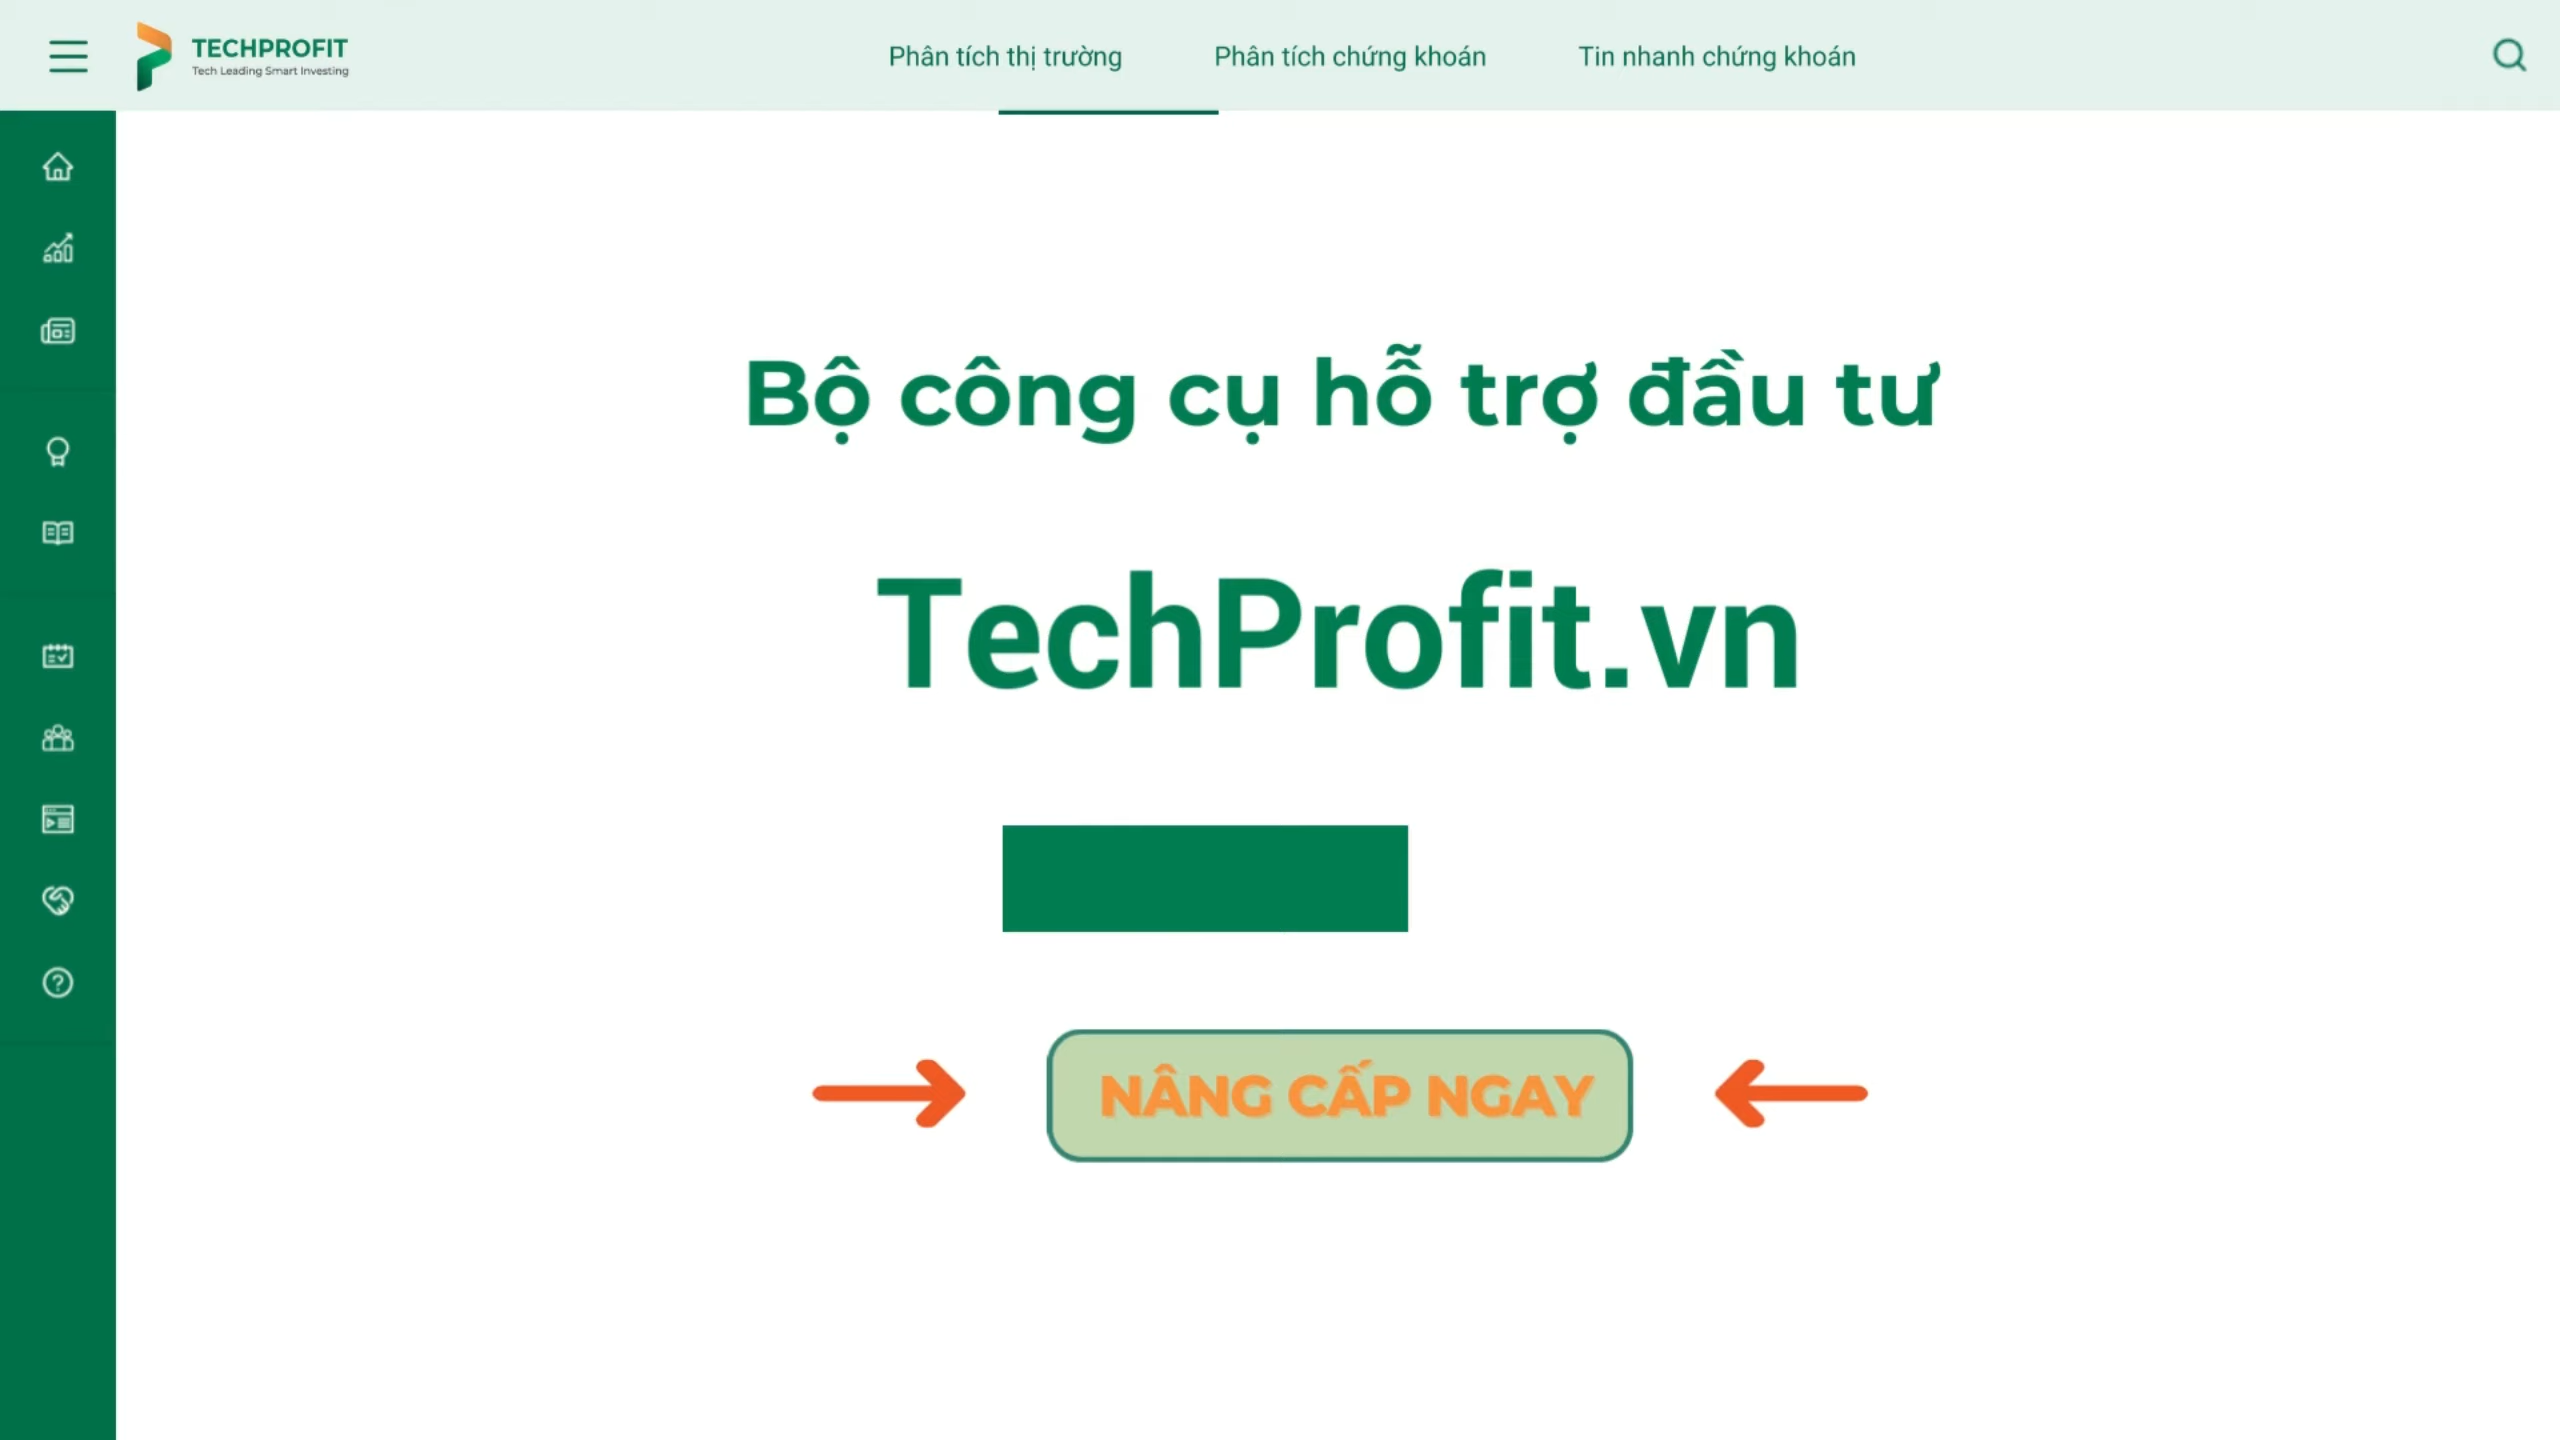 TECHPROFIT
Tech Leading Smart Investing
Phân tích thị trường
Phân tích chứng khoán
Tin nhanh chứng khoán
Bộ công cụ hỗ trợ đầu tư
TechProfit.vn
NÂNG CẤP NGAY